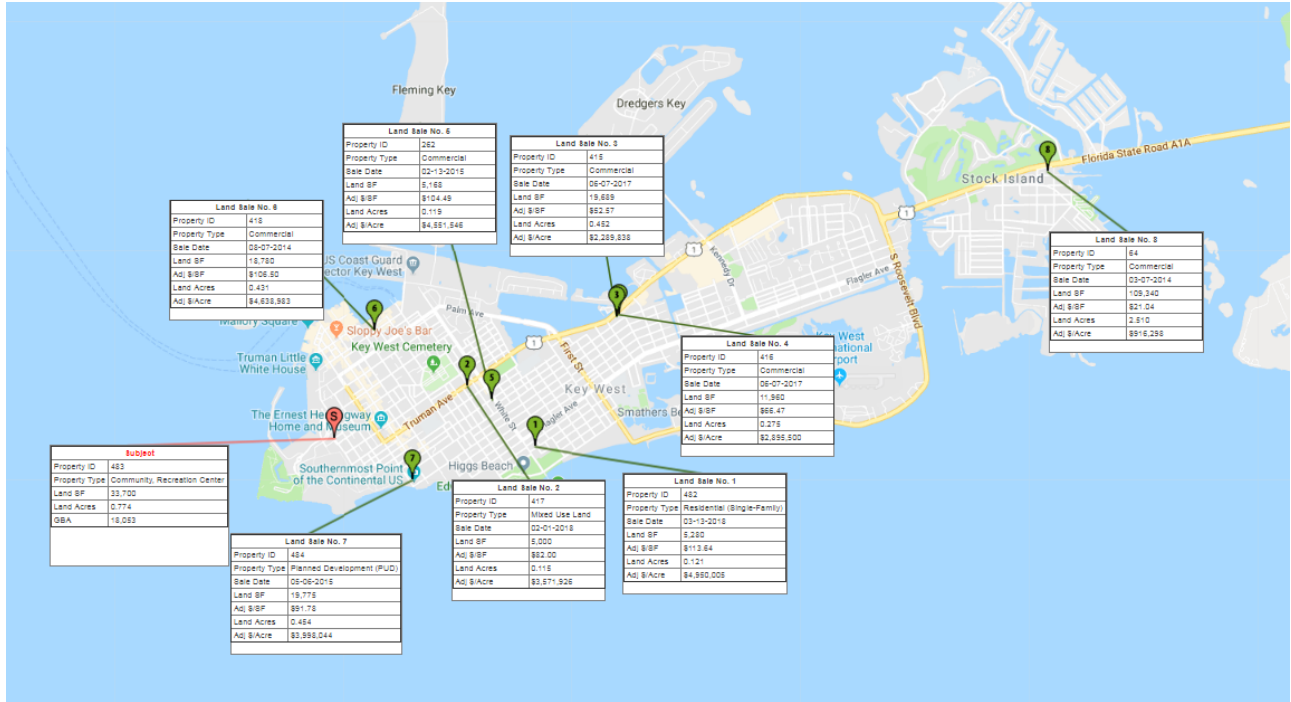 Fleming Key
Dredgers Key
Florida State Road A1A
Stock Island
8
1
S Roosevelt Blvd
Kennedy Dr
Flagler Ave
US Coast Guard
Sector Key West
Palm Ave
Mallory Square
Sloppy Joe's Bar
Key West Cemetery
Truman Little
White House
1
First St
Key West
Key West
International
Airport
The Ernest Hemingway
Home and Museum
Truman Ave
White St
Flagler Ave
Smathers Be
Southernmost Point
of the Continental US
Higgs Beach
1
6
3
2
5
1
S
7
Land Sale No. 5
Property ID 262
Property Type Commercial
Sale Date 02-13-2015
Land SF 5,168
Adj $/SF $104.49
Land Acres 0.119
Adj $/Acre $4,551,546
Land Sale No. 3
Property ID 415
Property Type Commercial
Sale Date 06-07-2017
Land SF 19,689
Adj $/SF $52.57
Land Acres 0.452
Adj $/Acre $2,289,838
Land Sale No. 6
Property ID 418
Property Type Commercial
Sale Date 08-07-2014
Land SF 18,780
Adj $/SF $106.50
Land Acres 0.431
Adj $/Acre $4,638,983
Land Sale No. 8
Property ID 64
Property Type Commercial
Sale Date 03-07-2014
Land SF 109,340
Adj $/SF $21.04
Land Acres 2.510
Adj $/Acre $916,298
Land Sale No. 4
Property ID 416
Property Type Commercial
Sale Date 06-07-2017
Land SF 11,960
Adj $/SF $66.47
Land Acres 0.275
Adj $/Acre $2,895,500
Subject
Property ID 483
Property Type Community, Recreation Center
Land SF 33,700
Land Acres 0.774
GBA 18,053
Land Sale No. 2
Property ID 417
Property Type Mixed Use Land
Sale Date 02-01-2018
Land SF 5,000
Adj $/SF $82.00
Land Acres 0.115
Adj $/Acre $3,571,926
Land Sale No. 1
Property ID 482
Property Type Residential (Single-Family)
Sale Date 03-13-2018
Land SF 5,280
Adj $/SF $113.64
Land Acres 0.121
Adj $/Acre $4,950,005
Land Sale No. 7
Property ID 484
Property Type Planned Development (PUD)
Sale Date 05-06-2015
Land SF 19,775
Adj $/SF $91.78
Land Acres 0.454
Adj $/Acre $3,998,044